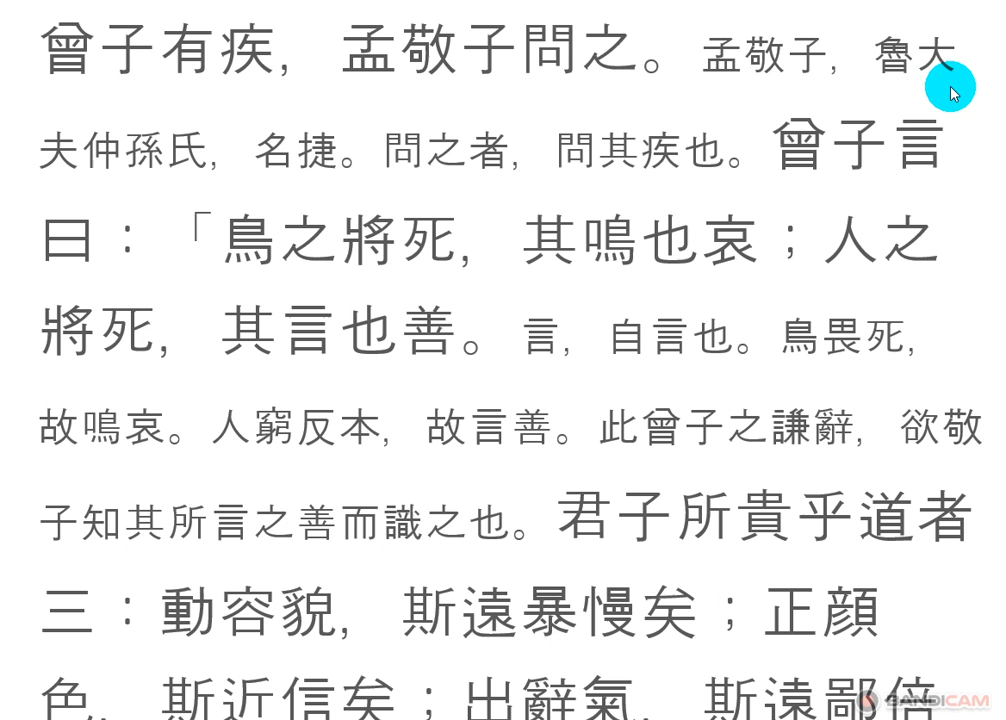 曾子有疾，孟敬子問之。孟敬子，魯大
夫仲孫氏，名捷。問之者，問其疾也。曾子言
曰：「鳥之將死，其鳴也哀；人之
將死，其言也善。言，自言也。鳥畏死，
故鳴哀。人窮反本，故言善。此曾子之謙辭，欲敬
子知其所言之善而識之也。君子所貴乎道者
三：動容貌，斯遠暴慢矣；正顏
色，斯近信矣；出辭氣，斯遠鄙倍
BANDICAM